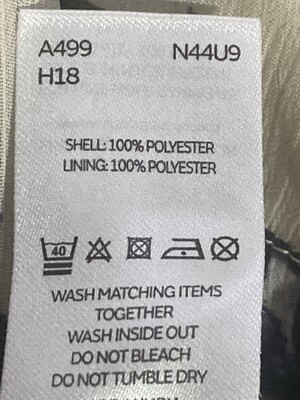 A499 N44U9
H18
SHELL: 100% POLYESTER
LINING: 100% POLYESTER
40
WASH MATCHING ITEMS
TOGETHER
WASH INSIDE OUT
DO NOT BLEACH
DO NOT TUMBLE DRY